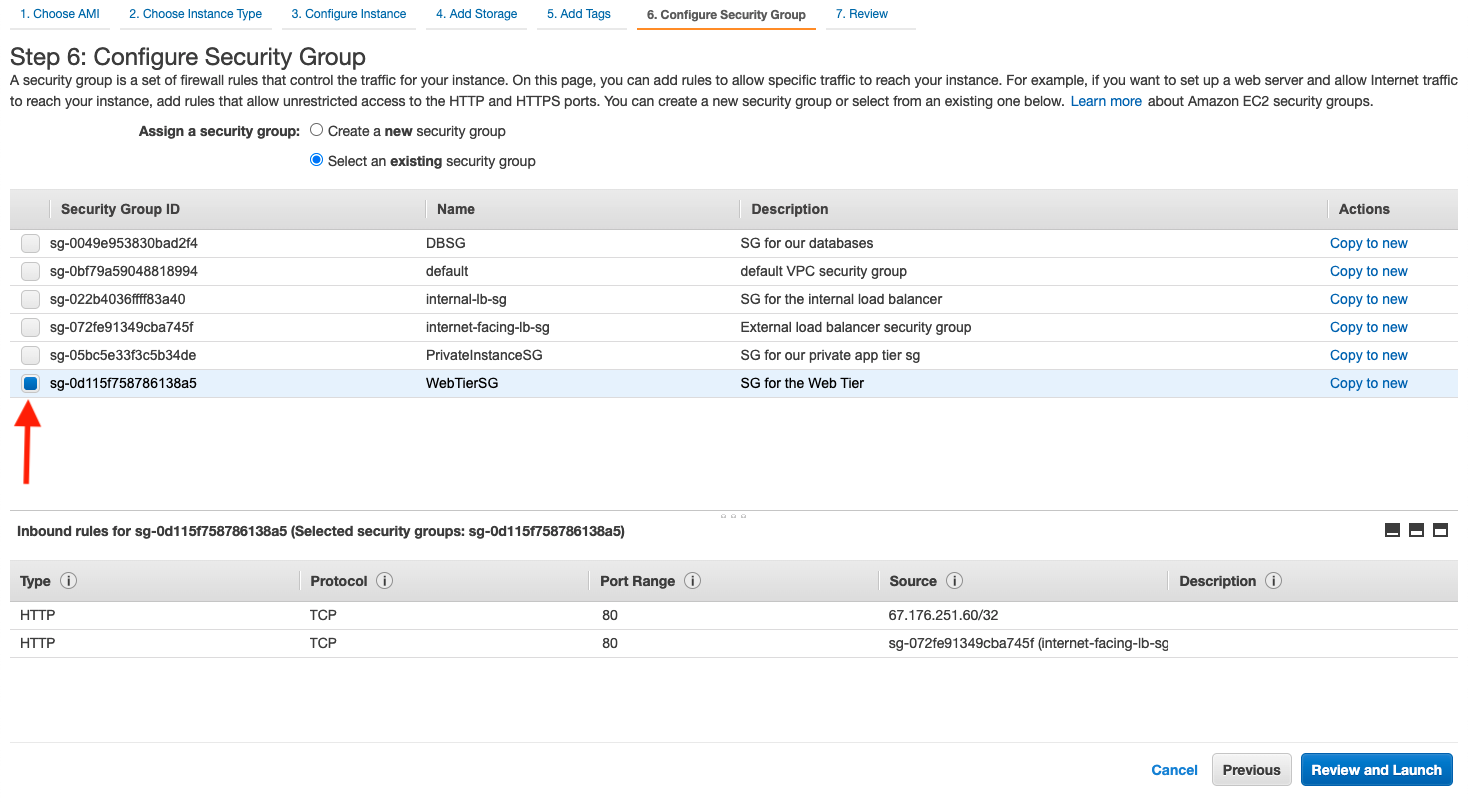 1. Choose AMI 2. Choose Instance Type 3. Configure Instance 4. Add Storage 5. Add Tags 6. Configure Security Group 7. Review
Step 6: Configure Security Group
A security group is a set of firewall rules that control the traffic for your instance. On this page, you can add rules to allow specific traffic to reach your instance. For example, if you want to set up a web server and allow Internet traffic
to reach your instance, add rules that allow unrestricted access to the HTTP and HTTPS ports. You can create a new security group or select from an existing one below. Learn more about Amazon EC2 security groups.
Assign a security group: Create a new security group
Select an existing security group
Security Group ID Name Description Actions
sg-0049e953830bad2f4 DBSG SG for our databases Copy to new
sg-0bf79a59048818994 default default VPC security group Copy to new
sg-022b4036ffff83a40 internal-lb-sg SG for the internal load balancer Copy to new
sg-072fe91349cba745f internet-facing-lb-sg External load balancer security group Copy to new
sg-05bc5e33f3c5b34de PrivateInstanceSG SG for our private app tier sg Copy to new
sg-0d115f758786138a5 WebTierSG SG for the Web Tier Copy to new
Inbound rules for sg-0d115f758786138a5 (Selected security groups: sg-0d115f758786138a5)
Type Protocol Port Range Source Description
HTTP TCP 80 67.176.251.60/32
HTTP TCP 80 sg-072fe91349cba745f (internet-facing-lb-sg
Cancel Previous Review and Launch